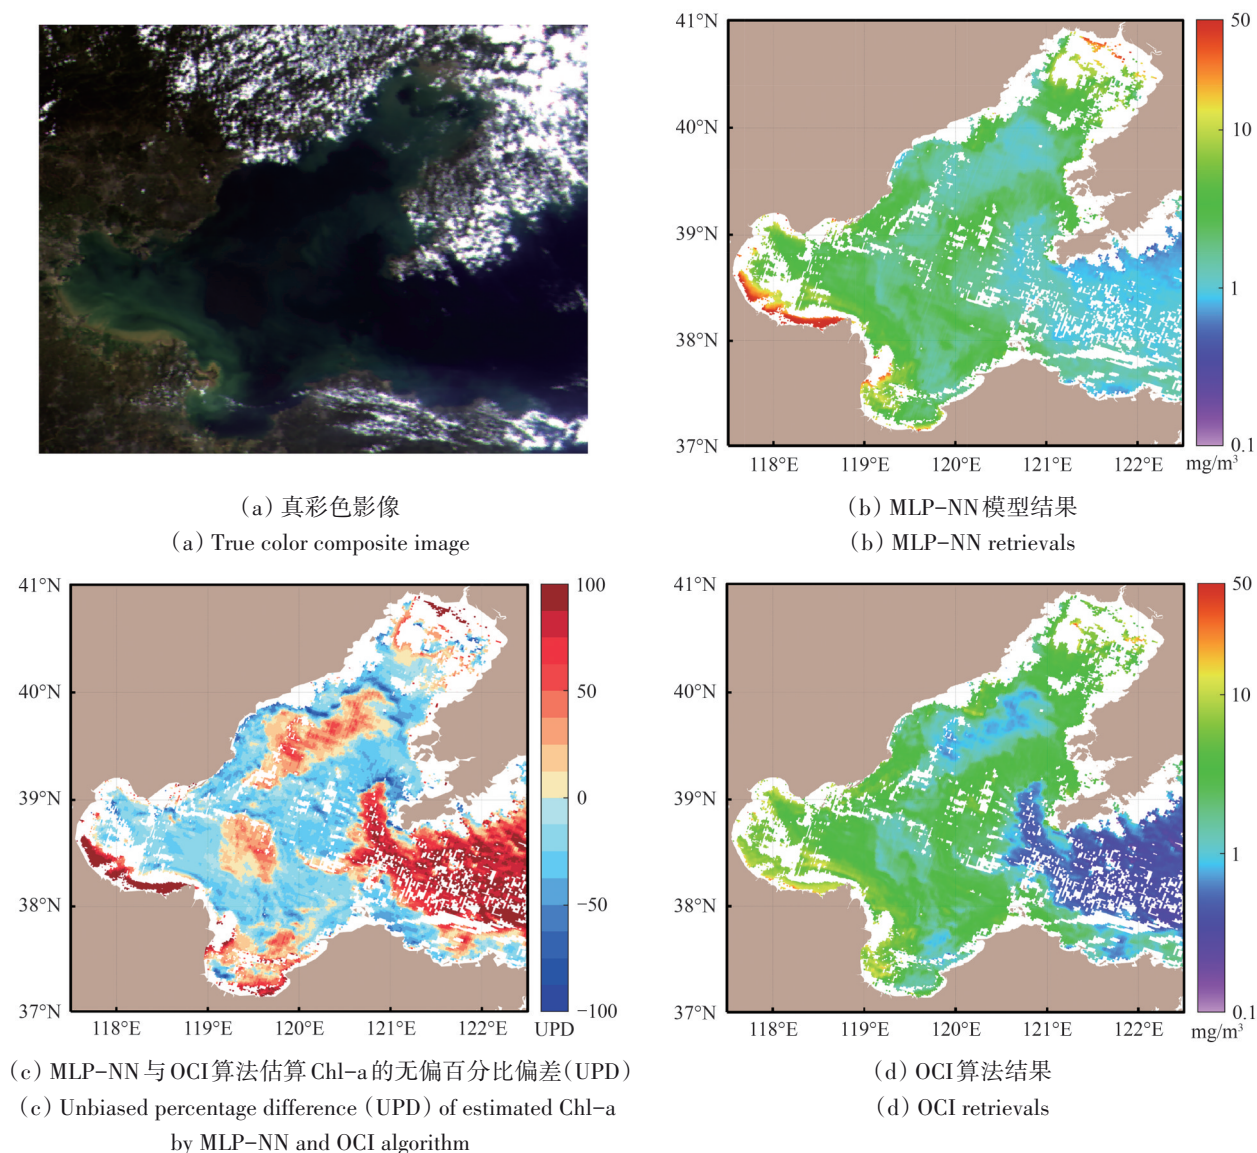 41°N
40°N
39°N
38°N
37°N
118°E 119°E 120°E 121°E 122°E
50
10
1
0.1
mg/m³
(a) 真彩色影像
(a) True color composite image
(b) MLP-NN模型结果
(b) MLP-NN retrievals
41°N
40°N
39°N
38°N
37°N
118°E 119°E 120°E 121°E 122°E
100
50
0
-50
-100
UPD
50
10
1
0.1
mg/m³
118°E 119°E 120°E 121°E 122°E
(c) MLP-NN与OCI算法估算Chl-a的无偏百分比偏差(UPD)
(c) Unbiased percentage difference (UPD) of estimated Chl-a
by MLP-NN and OCI algorithm
(d) OCI算法结果
(d) OCI retrievals